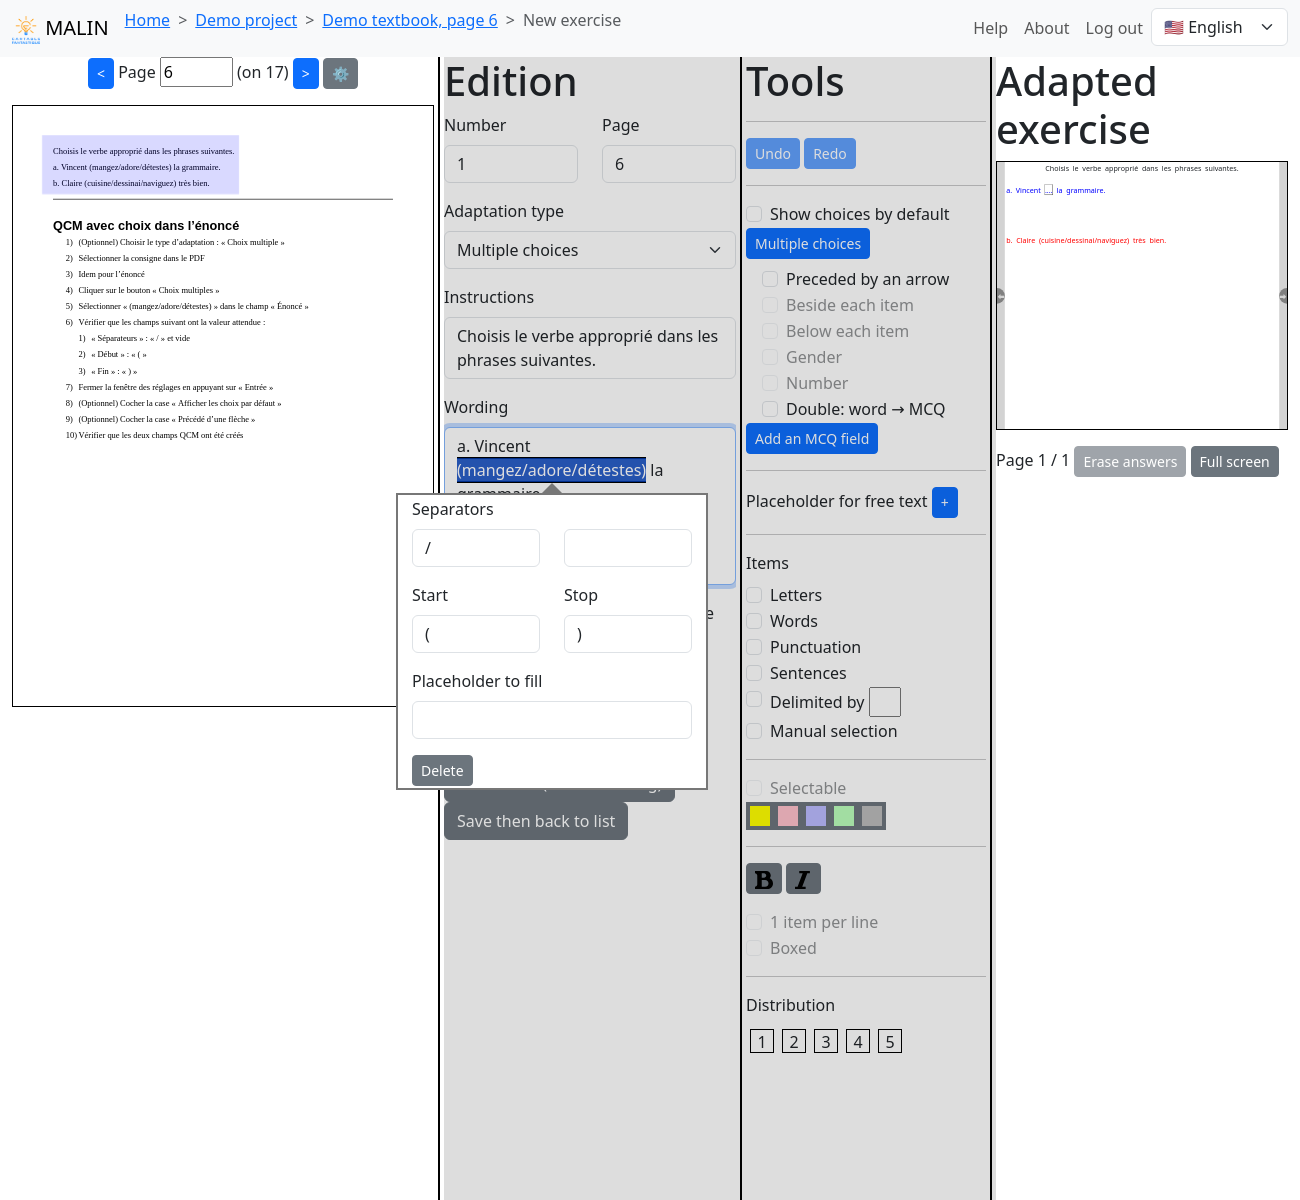 MALIN
Home > Demo project > Demo textbook, page 6 > New exercise
Help About Log out 🇺🇸 English
< Page 6 (on 17) > ⚙️
Choisis le verbe approprié dans les phrases suivantes.
a. Vincent (mangez/adore/détestes) la grammaire.
b. Claire (cuisine/dessinai/naviguez) très bien.
QCM avec choix dans l’énoncé
1) (Optionnel) Choisir le type d’adaptation : « Choix multiple »
2) Sélectionner la consigne dans le PDF
3) Idem pour l’énoncé
4) Cliquer sur le bouton « Choix multiples »
5) Sélectionner « (mangez/adore/détestes) » dans le champ « Énoncé »
6) Vérifier que les champs suivant ont la valeur attendue :
1) « Séparateurs » : « / » et vide
2) « Début » : « ( »
3) « Fin » : « ) »
7) Fermer la fenêtre des réglages en appuyant sur « Entrée »
8) (Optionnel) Cocher la case « Afficher les choix par défaut »
9) (Optionnel) Cocher la case « Précédé d’une flèche »
10) Vérifier que les deux champs QCM ont été créés
Edition
Number Page
1 6
Adaptation type
Multiple choices
Instructions
Choisis le verbe approprié dans les
phrases suivantes.
Wording
a. Vincent
(mangez/adore/détestes) la
Separators
/
Start Stop
( )
Placeholder to fill
Delete
Save then back to list
Tools
Undo Redo
Show choices by default
Multiple choices
Preceded by an arrow
Beside each item
Below each item
Gender
Number
Double: word → MCQ
Add an MCQ field
Placeholder for free text +
Items
Letters
Words
Punctuation
Sentences
Delimited by
Manual selection
Selectable
B I
1 item per line
Boxed
Distribution
1 2 3 4 5
Adapted
exercise
Choisis le verbe approprié dans les phrases suivantes.
a. Vincent ... la grammaire.
b. Claire (cuisine/dessinai/naviguez) très bien.
Page 1 / 1 Erase answers Full screen